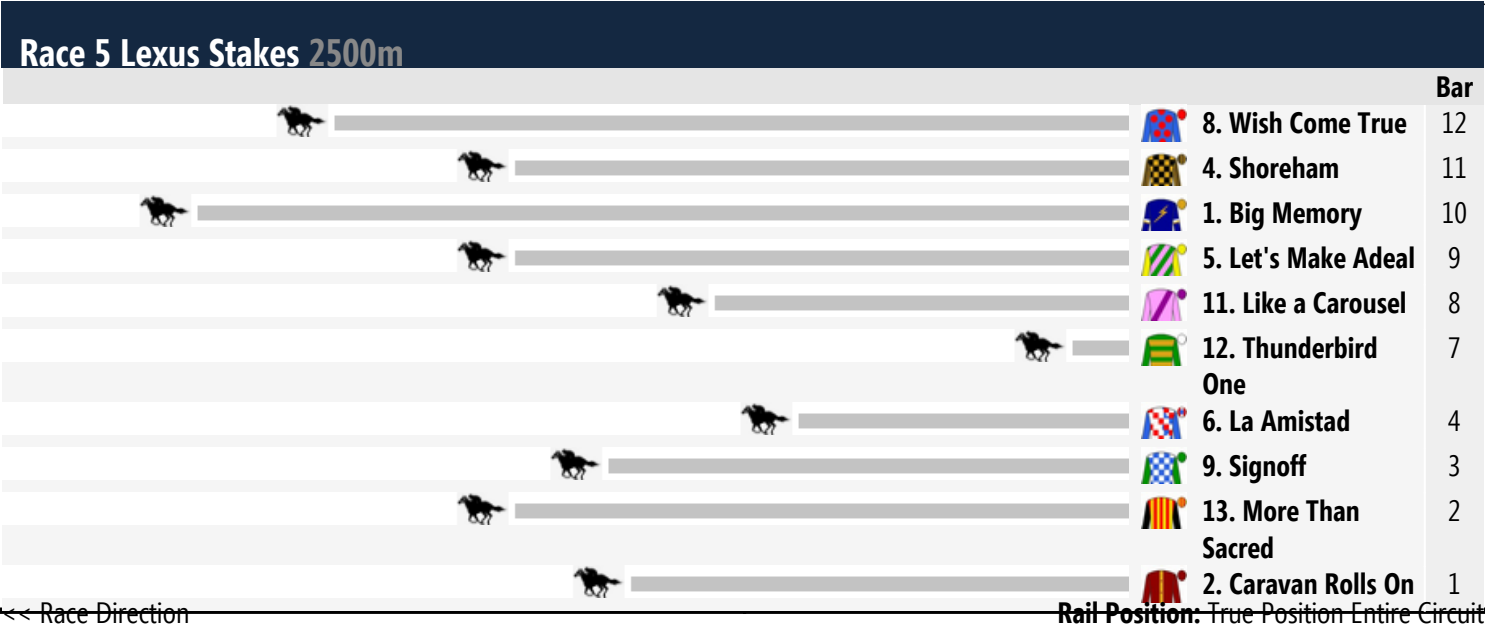 Race 5 Lexus Stakes 2500m
Bar
8. Wish Come True 12
4. Shoreham 11
1. Big Memory 10
5. Let's Make Adeal 9
11. Like a Carousel 8
12. Thunderbird 7
One
6. La Amistad 4
9. Signoff 3
13. More Than 2
Sacred
2. Caravan Rolls On 1
<< Race Direction Rail Position: True Position Entire Circuit